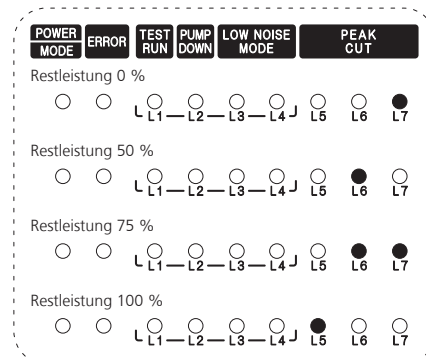 POWER MODE ERROR TEST RUN PUMP DOWN LOW NOISE MODE PEAK CUT
Restleistung 0 %
L1 L2 L3 L4 L5 L6 L7
Restleistung 50 %
L1 L2 L3 L4 L5 L6 L7
Restleistung 75 %
L1 L2 L3 L4 L5 L6 L7
Restleistung 100 %
L1 L2 L3 L4 L5 L6 L7